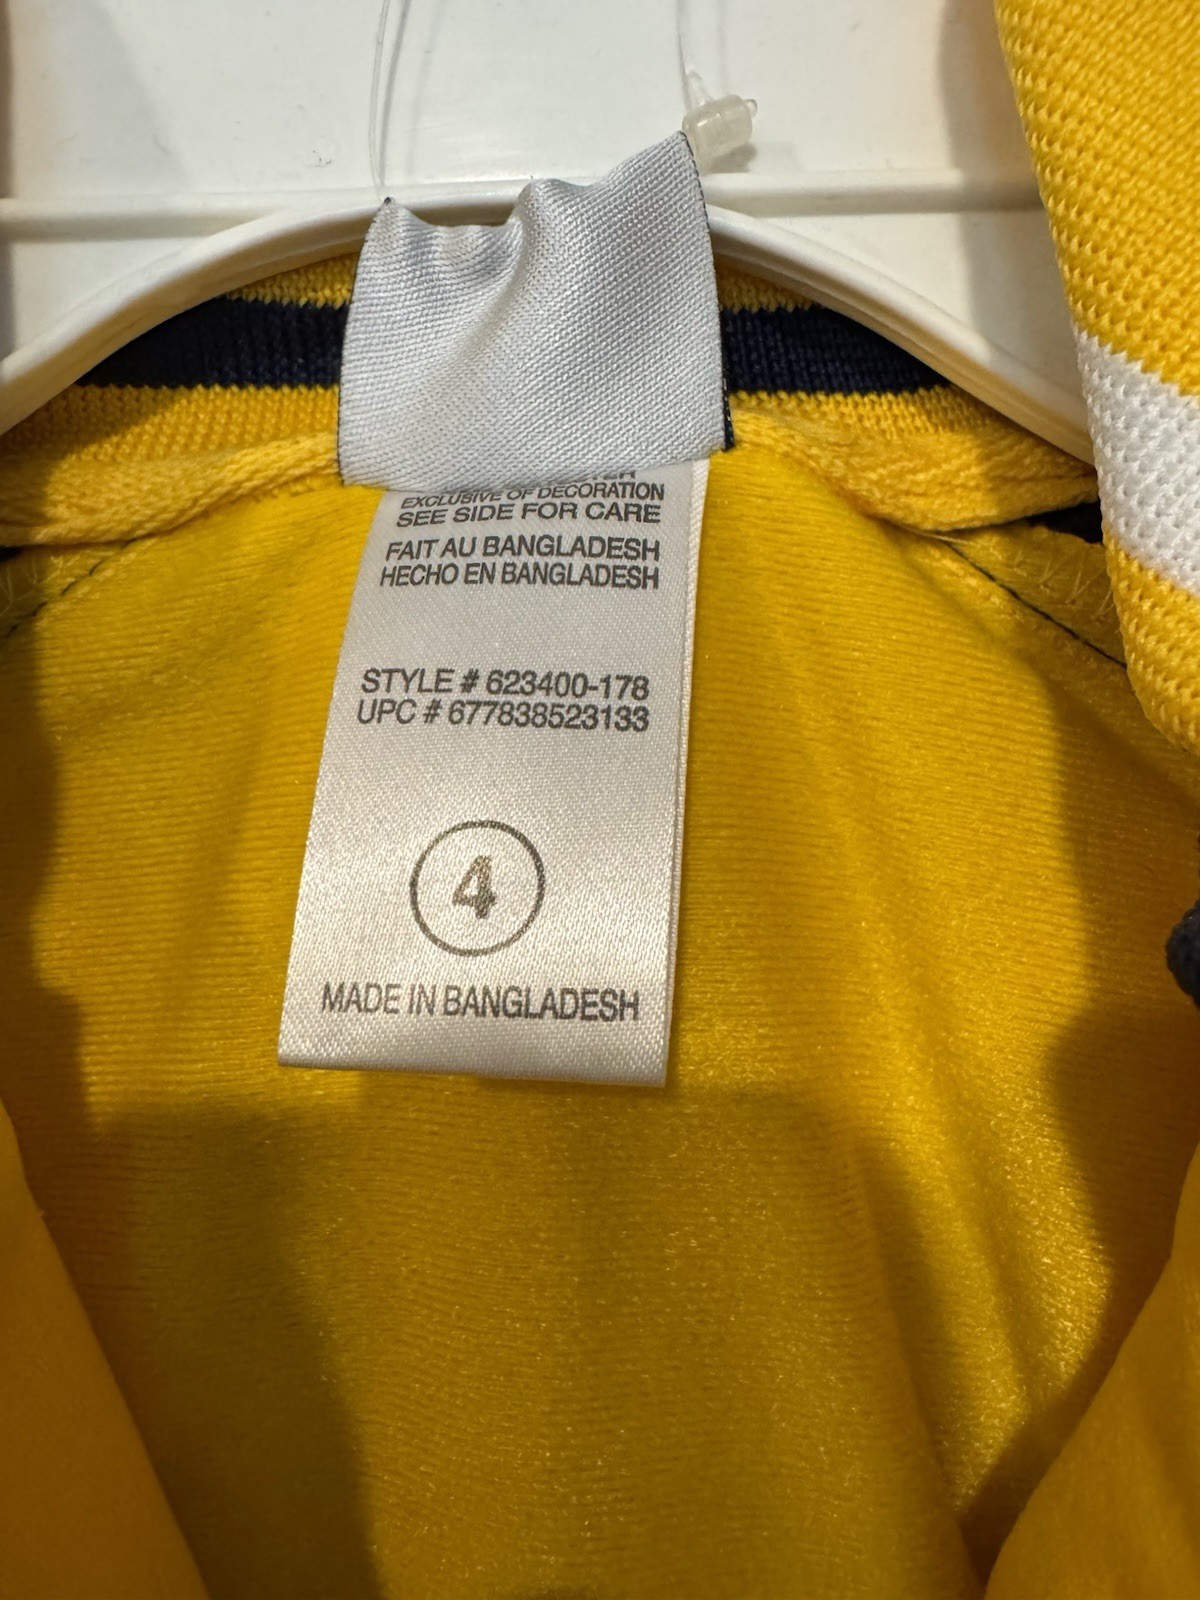 EXCLUSIVE OF DECORATION
SEE SIDE FOR CARE
FAIT AU BANGLADESH
HECHO EN BANGLADESH
STYLE # 623400-178
UPC # 677838523133
4
MADE IN BANGLADESH